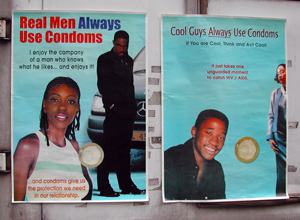 Real Men Always
Use Condoms
I enjoy the company
of a man who knows
what he likes... and enjoys it!
...and condoms give us
the protection we need
in our relationship.
Cool Guys Always Use Condoms
If You are Cool, Think and Act Cool!
It just takes one
unguarded moment
to catch HIV / AIDS.